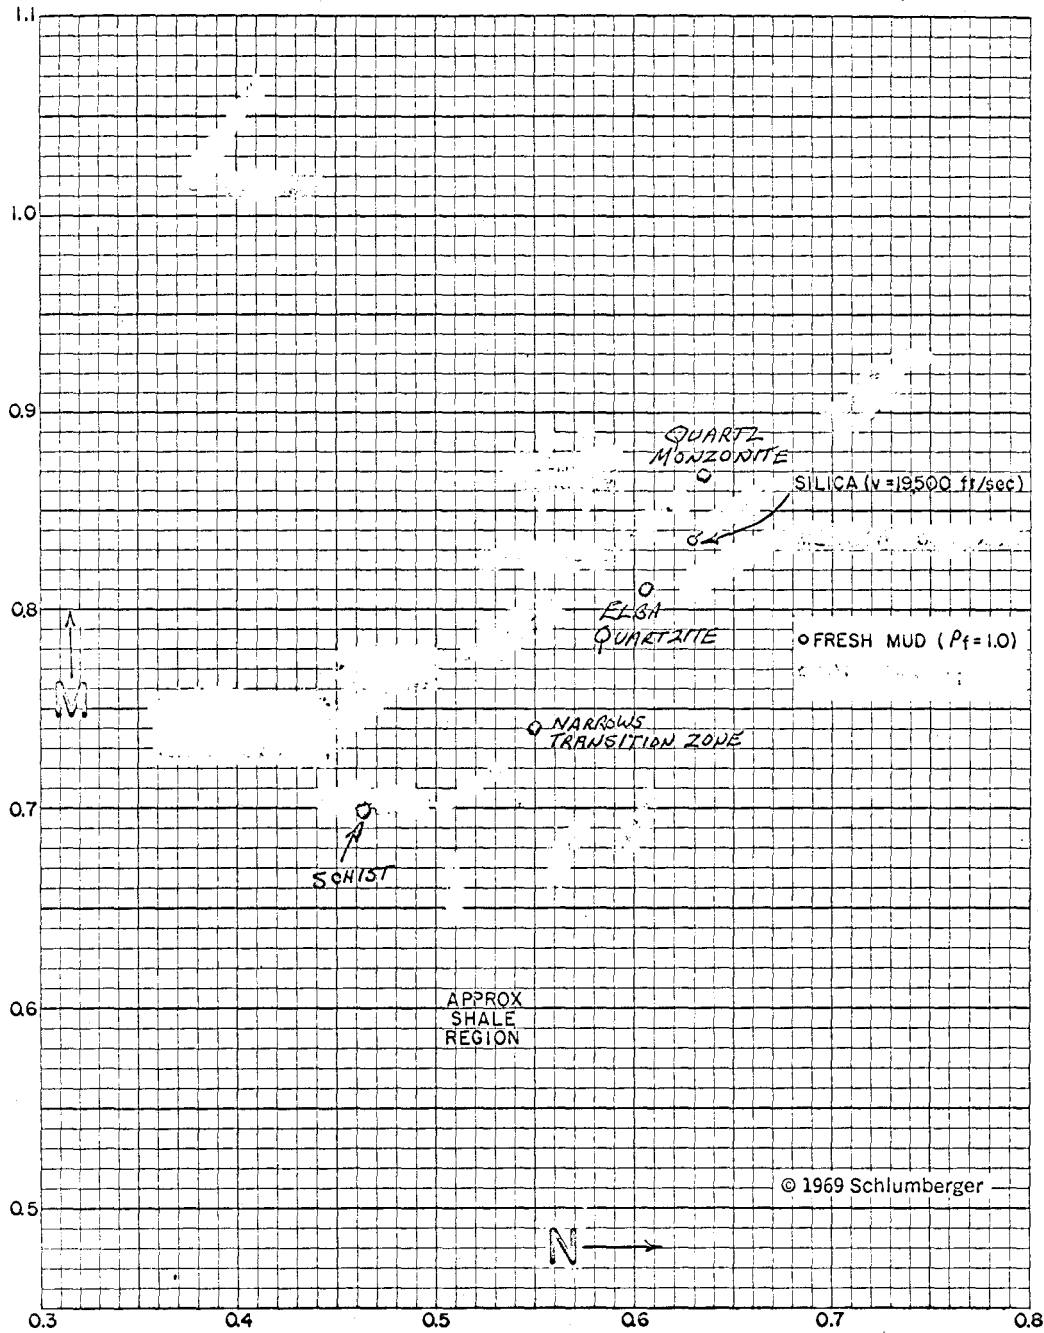 1.1
1.0
0.9
QUARTZ
MONZONITE
SILICA (v=19,500 ft/sec)
0.8
ELBA
QUARTZITE
FRESH MUD (ρf=1.0)
M
NARROWS
TRANSITION ZONE
0.7
SCHIST
0.6
APPROX
SHALE
REGION
© 1969 Schlumberger
0.5
N
0.3 0.4 0.5 0.6 0.7 0.8